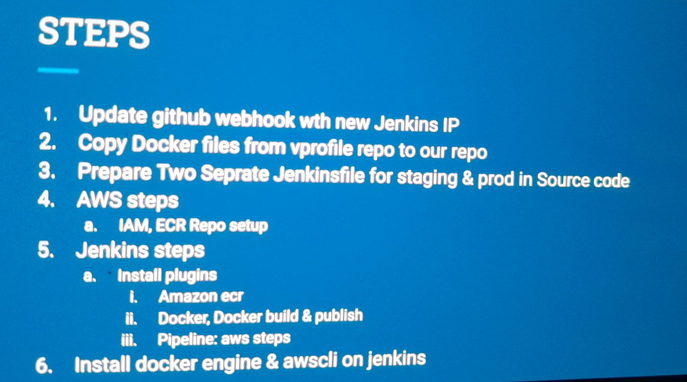 STEPS
1. Update github webhook wth new Jenkins IP
2. Copy Docker files from vprofile repo to our repo
3. Prepare Two Seprate Jenkinsfile for staging & prod in Source code
4. AWS steps
a. IAM, ECR Repo setup
5. Jenkins steps
a. Install plugins
i. Amazon ecr
ii. Docker, Docker build & publish
iii. Pipeline: aws steps
6. Install docker engine & awscli on jenkins